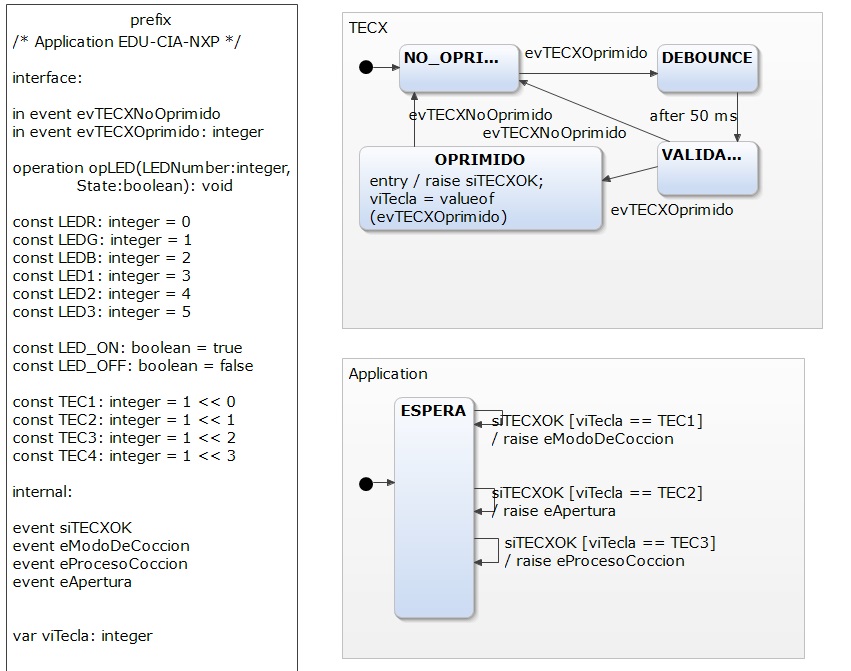 prefix
/* Application EDU-CIA-NXP */
interface:
in event evTECXNoOprimido
in event evTECXOprimido: integer
operation opLED(LEDNumber:integer,
State:boolean): void
const LEDR: integer = 0
const LEDG: integer = 1
const LEDB: integer = 2
const LED1: integer = 3
const LED2: integer = 4
const LED3: integer = 5
const LED_ON: boolean = true
const LED_OFF: boolean = false
const TEC1: integer = 1 << 0
const TEC2: integer = 1 << 1
const TEC3: integer = 1 << 2
const TEC4: integer = 1 << 3
internal:
event siTECXOK
event eModoDeCoccion
event eProcesoCoccion
event eApertura
var viTecla: integer
TECX
NO_OPRI...
evTECXOprimido
DEBOUNCE
evTECXNoOprimido
after 50 ms
evTECXNoOprimido
VALIDA...
OPRIMIDO
entry / raise siTECXOK;
viTecla = valueof
(evTECXOprimido)
evTECXOprimido
Application
ESPERA
siTECXOK [viTecla == TEC1]
/ raise eModoDeCoccion
siTECXOK [viTecla == TEC2]
/ raise eApertura
siTECXOK [viTecla == TEC3]
/ raise eProcesoCoccion